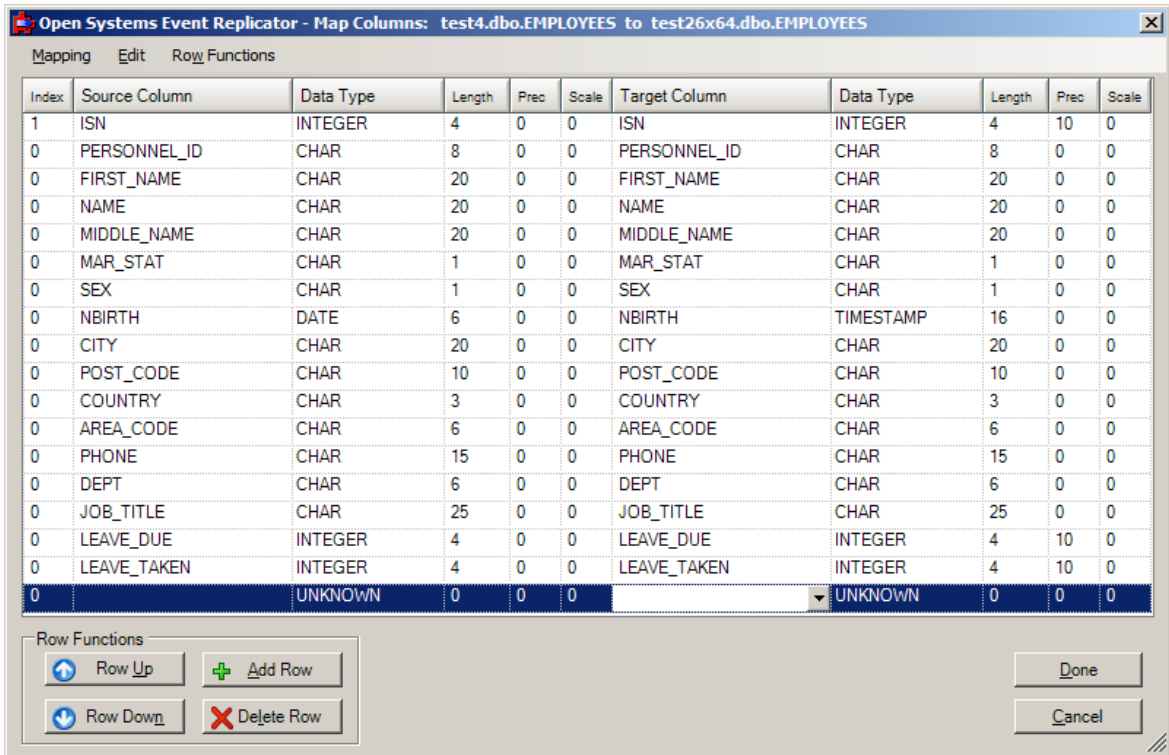 Open Systems Event Replicator - Map Columns: test4.dbo.EMPLOYEES to test26x64.dbo.EMPLOYEES
Mapping Edit Row Functions
Index Source Column Data Type Length Prec Scale Target Column Data Type Length Prec Scale
1 ISN INTEGER 4 0 0 ISN INTEGER 4 10 0
0 PERSONNEL_ID CHAR 8 0 0 PERSONNEL_ID CHAR 8 0 0
0 FIRST_NAME CHAR 20 0 0 FIRST_NAME CHAR 20 0 0
0 NAME CHAR 20 0 0 NAME CHAR 20 0 0
0 MIDDLE_NAME CHAR 20 0 0 MIDDLE_NAME CHAR 20 0 0
0 MAR_STAT CHAR 1 0 0 MAR_STAT CHAR 1 0 0
0 SEX CHAR 1 0 0 SEX CHAR 1 0 0
0 NBIRTH DATE 6 0 0 NBIRTH TIMESTAMP 16 0 0
0 CITY CHAR 20 0 0 CITY CHAR 20 0 0
0 POST_CODE CHAR 10 0 0 POST_CODE CHAR 10 0 0
0 COUNTRY CHAR 3 0 0 COUNTRY CHAR 3 0 0
0 AREA_CODE CHAR 6 0 0 AREA_CODE CHAR 6 0 0
0 PHONE CHAR 15 0 0 PHONE CHAR 15 0 0
0 DEPT CHAR 6 0 0 DEPT CHAR 6 0 0
0 JOB_TITLE CHAR 25 0 0 JOB_TITLE CHAR 25 0 0
0 LEAVE_DUE INTEGER 4 0 0 LEAVE_DUE INTEGER 4 10 0
0 LEAVE_TAKEN INTEGER 4 0 0 LEAVE_TAKEN INTEGER 4 10 0
0 UNKNOWN 0 0 0 UNKNOWN 0 0 0
Row Functions
Row Up Add Row Done
Row Down Delete Row Cancel